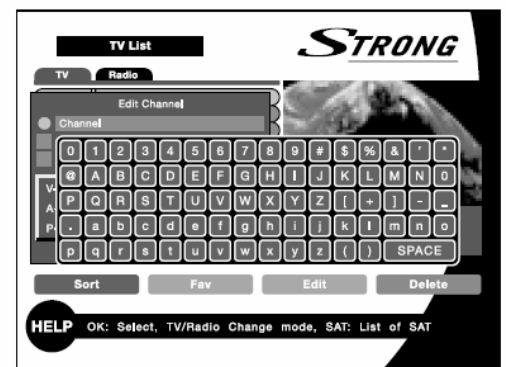 TV List
STRONG
TV Radio
Edit Channel
Channel
0 1 2 3 4 5 6 7 8 9 # $ % & ' "
@ A B C D E F G H I J K L M N O
P Q R S T U V W X Y Z [ + ] - _
. a b c d e f g h i j k l m n o
p q r s t u v w x y z ( ) SPACE
V-
A-
P-
Sort Fav Edit Delete
HELP OK: Select, TV/Radio Change mode, SAT: List of SAT